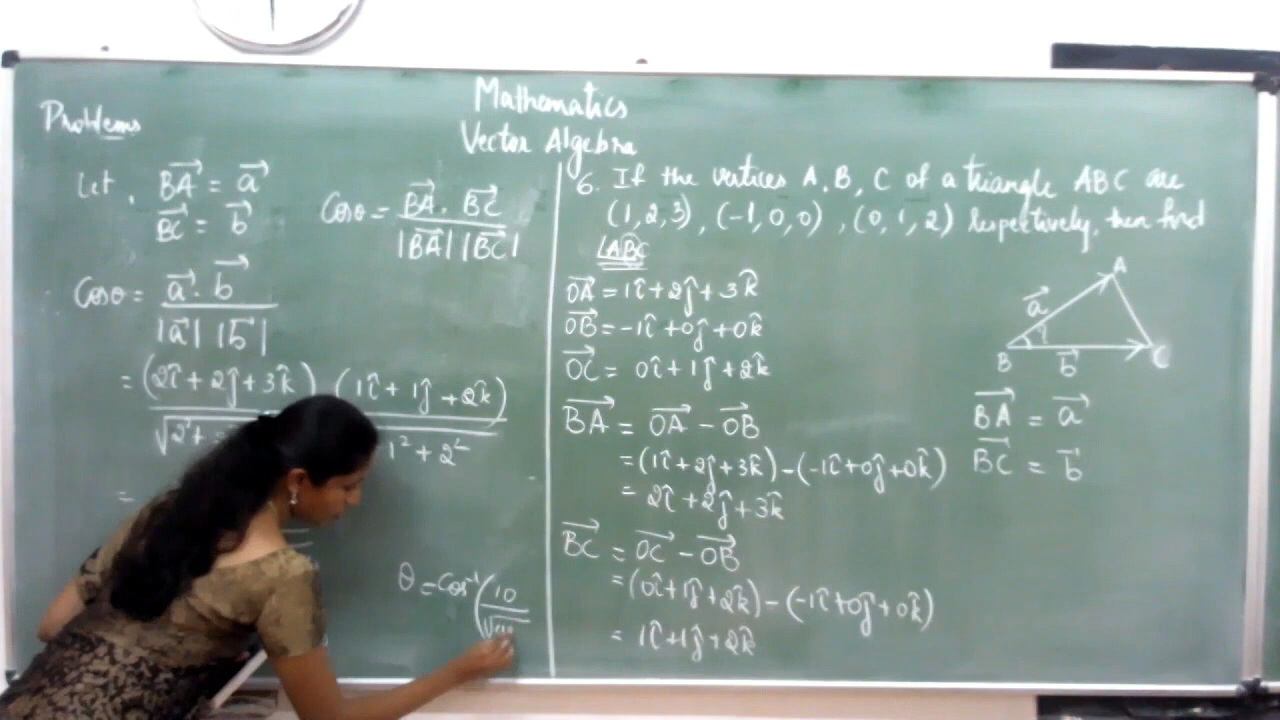 Mathematics
Vector Algebra
Problems
Let, BA⃗ = a⃗
BC⃗ = b⃗
Cosθ = BA⃗ . BC⃗ / |BA⃗| |BC⃗|
Cosθ = a⃗ . b⃗ / |a⃗| |b⃗|
= (2î + 2ĵ + 3k̂) . (1î + 1ĵ + 2k̂)
√2²+ 1² + 2²
=
θ = Cos⁻¹(10 / √
6. If the vertices A, B, C of a triangle ABC are
(1, 2, 3), (-1, 0, 0), (0, 1, 2) respectively, then find
∠ABC
OA⃗ = 1î + 2ĵ + 3k̂
OB⃗ = -1î + 0ĵ + 0k̂
OC⃗ = 0î + 1ĵ + 2k̂
BA⃗ = OA⃗ - OB⃗
= (1î + 2ĵ + 3k̂) - (-1î + 0ĵ + 0k̂)
= 2î + 2ĵ + 3k̂
BC⃗ = OC⃗ - OB⃗
= (0î + 1ĵ + 2k̂) - (-1î + 0ĵ + 0k̂)
= 1î + 1ĵ + 2k̂
A
a⃗
B
b⃗
C
BA⃗ = a⃗
BC⃗ = b⃗